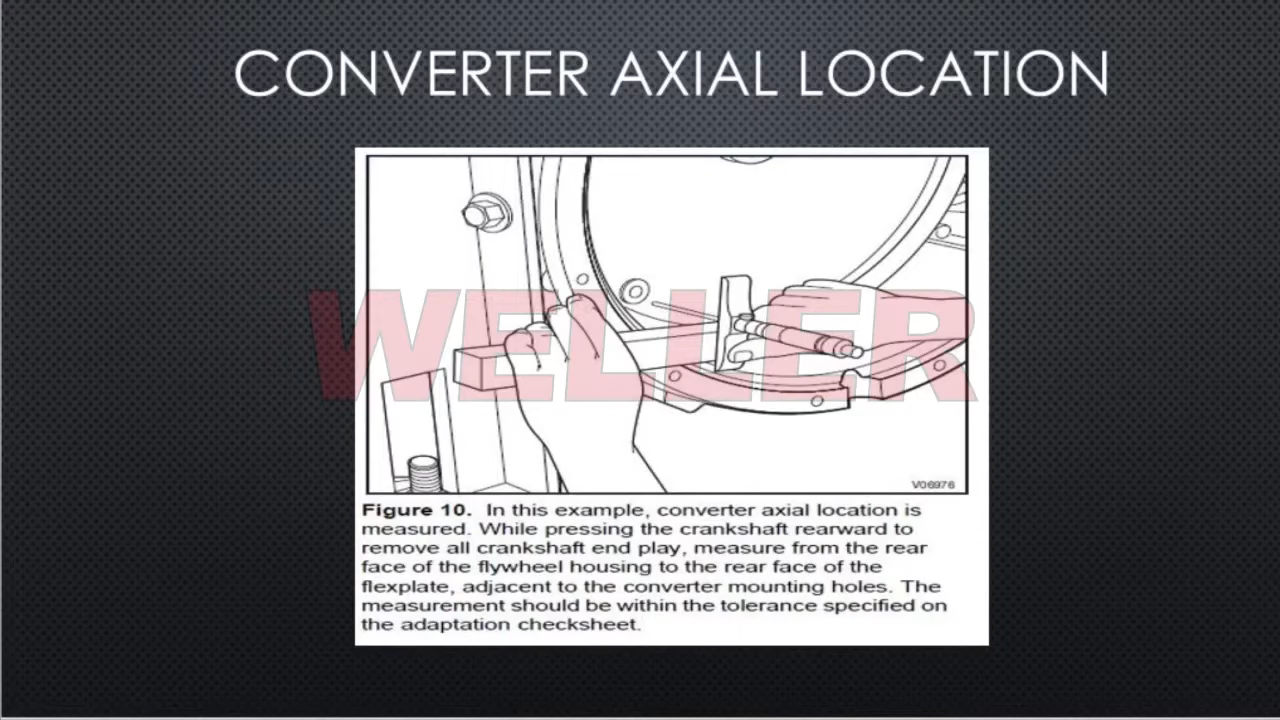 CONVERTER AXIAL LOCATION
WELLER
V06976
Figure 10. In this example, converter axial location is
measured. While pressing the crankshaft rearward to
remove all crankshaft end play, measure from the rear
face of the flywheel housing to the rear face of the
flexplate, adjacent to the converter mounting holes. The
measurement should be within the tolerance specified on
the adaptation checksheet.